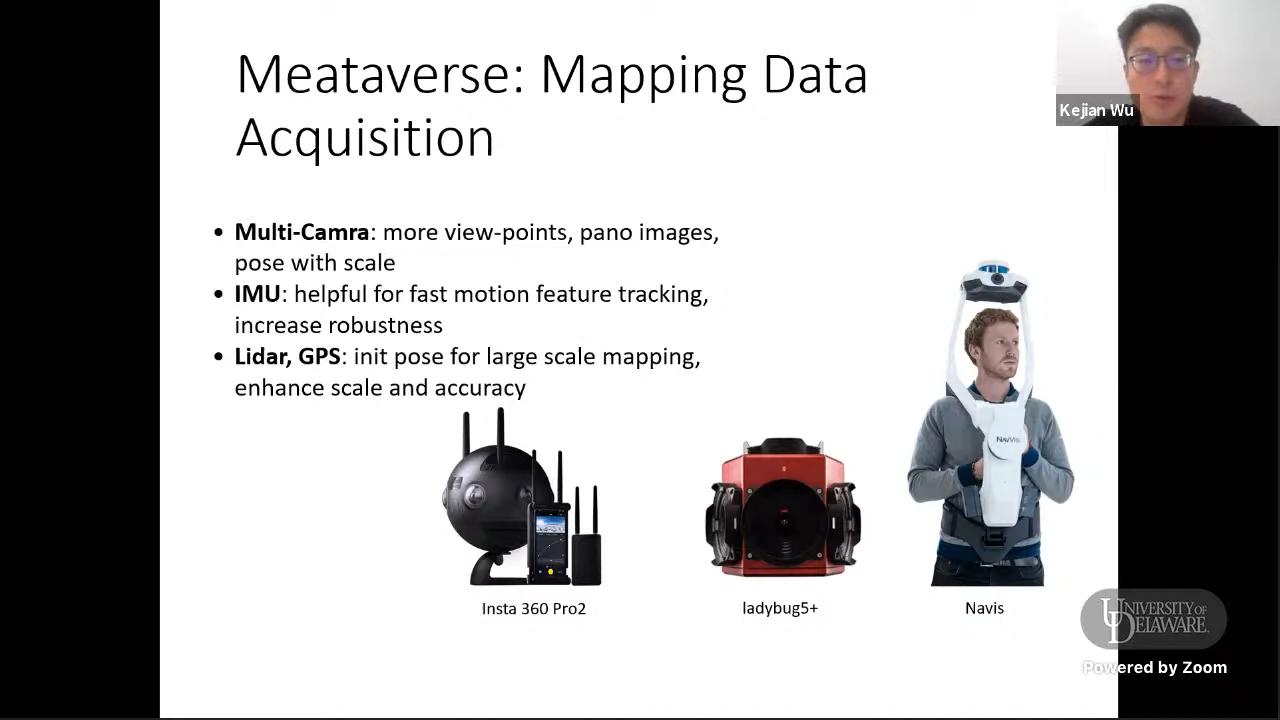 Meataverse: Mapping Data
Acquisition
Kejian Wu
• Multi-Camra: more view-points, pano images,
pose with scale
• IMU: helpful for fast motion feature tracking,
increase robustness
• Lidar, GPS: init pose for large scale mapping,
enhance scale and accuracy
NAVVIS
Insta 360 Pro2
ladybug5+
Navis
UNIVERSITY OF
DELAWARE.
Powered by Zoom